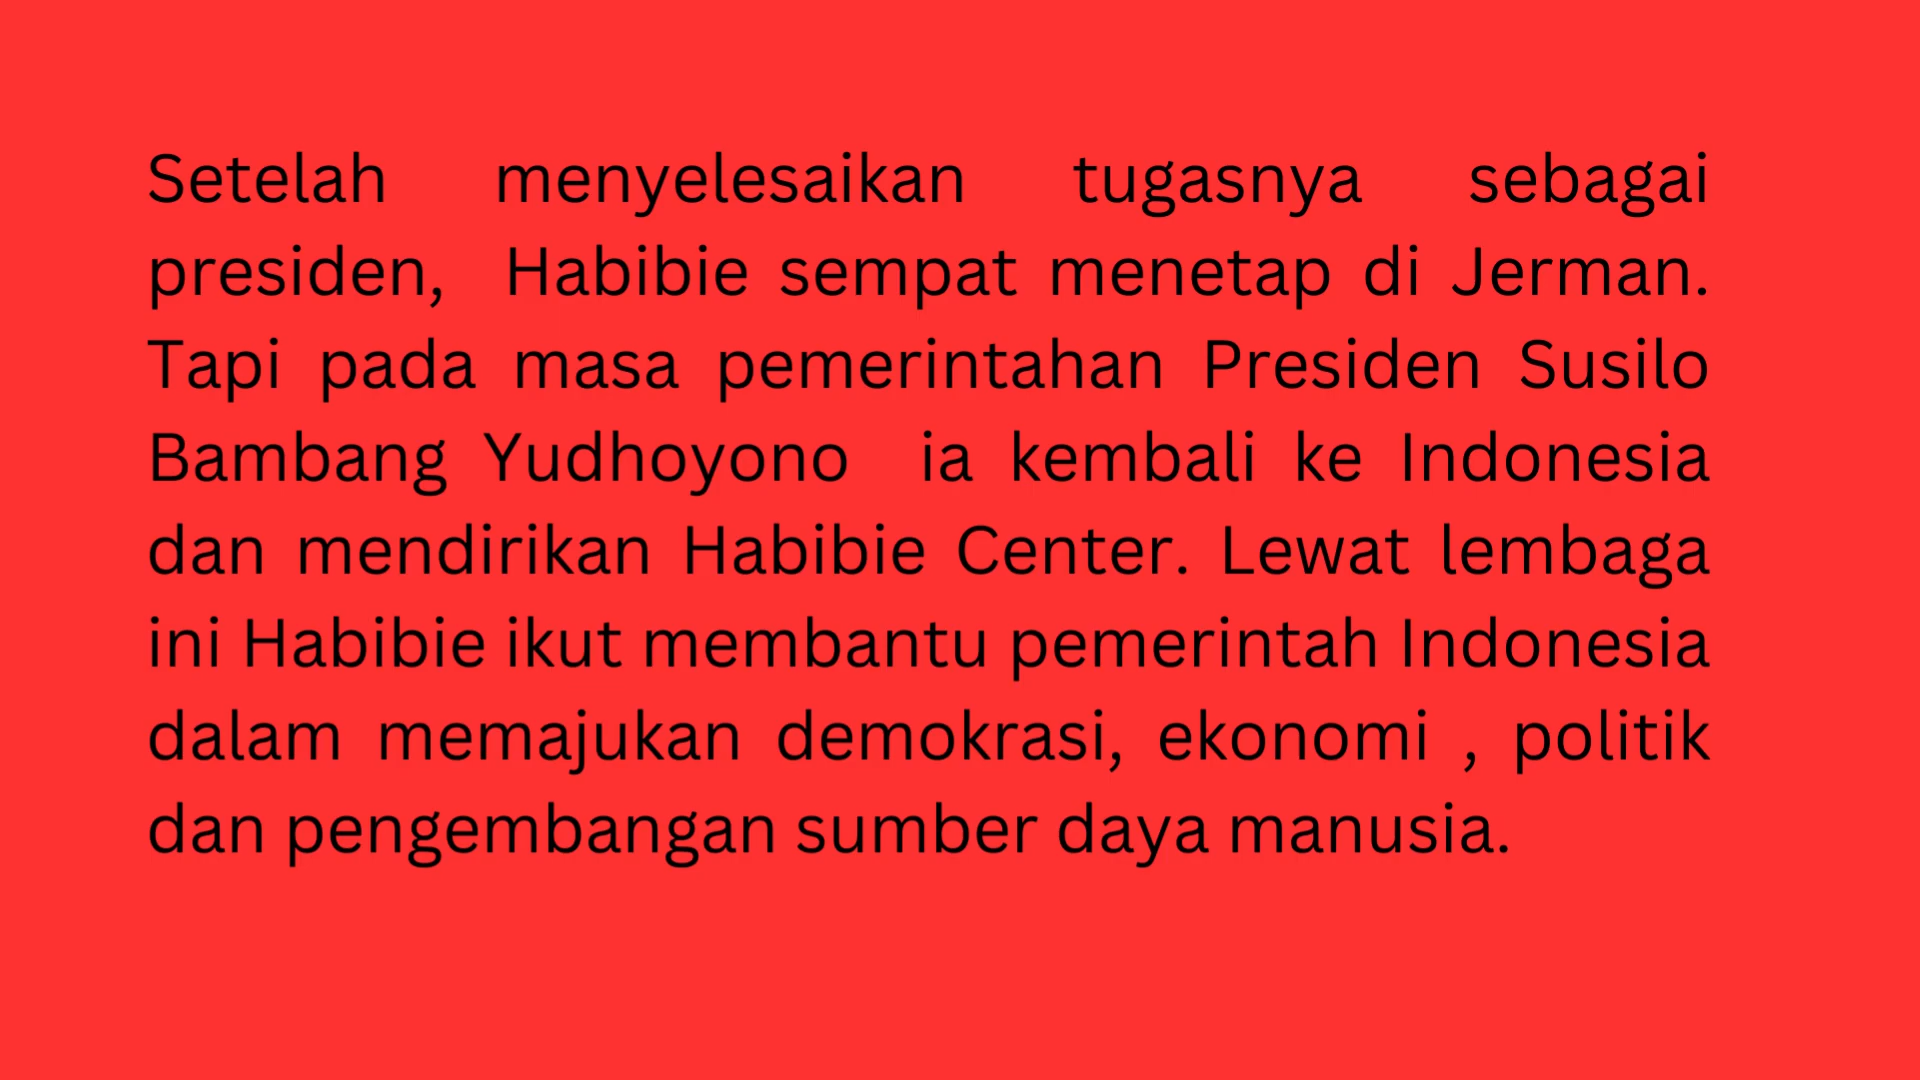 Setelah menyelesaikan tugasnya sebagai
presiden, Habibie sempat menetap di Jerman.
Tapi pada masa pemerintahan Presiden Susilo
Bambang Yudhoyono ia kembali ke Indonesia
dan mendirikan Habibie Center. Lewat lembaga
ini Habibie ikut membantu pemerintah Indonesia
dalam memajukan demokrasi, ekonomi , politik
dan pengembangan sumber daya manusia.